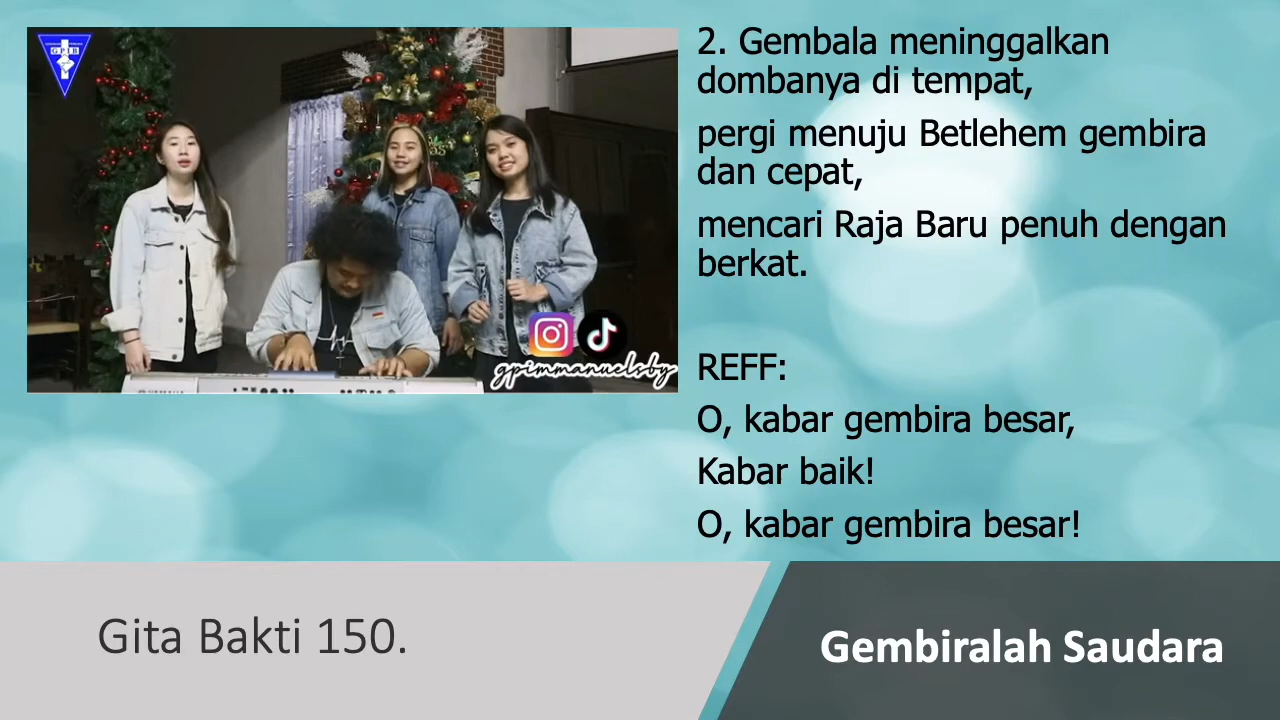 GPIB
2. Gembala meninggalkan
dombanya di tempat,
pergi menuju Betlehem gembira
dan cepat,
mencari Raja Baru penuh dengan
berkat.
REFF:
O, kabar gembira besar,
Kabar baik!
O, kabar gembira besar!
gpimmanuelsby
Gita Bakti 150.
Gembiralah Saudara